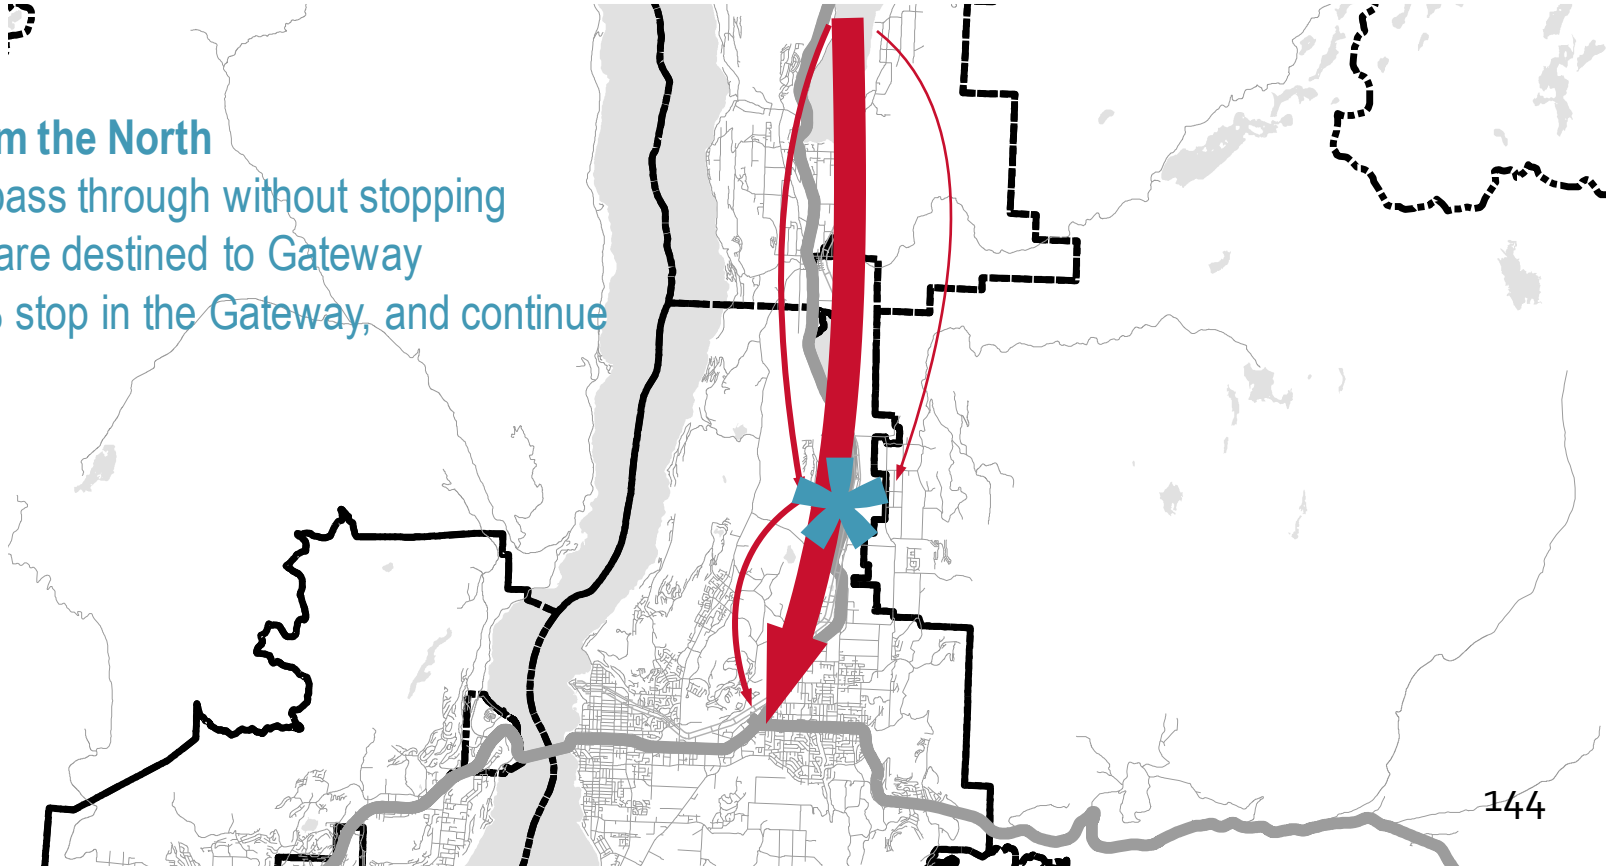 m the North
pass through without stopping
are destined to Gateway
stop in the Gateway, and continue
144